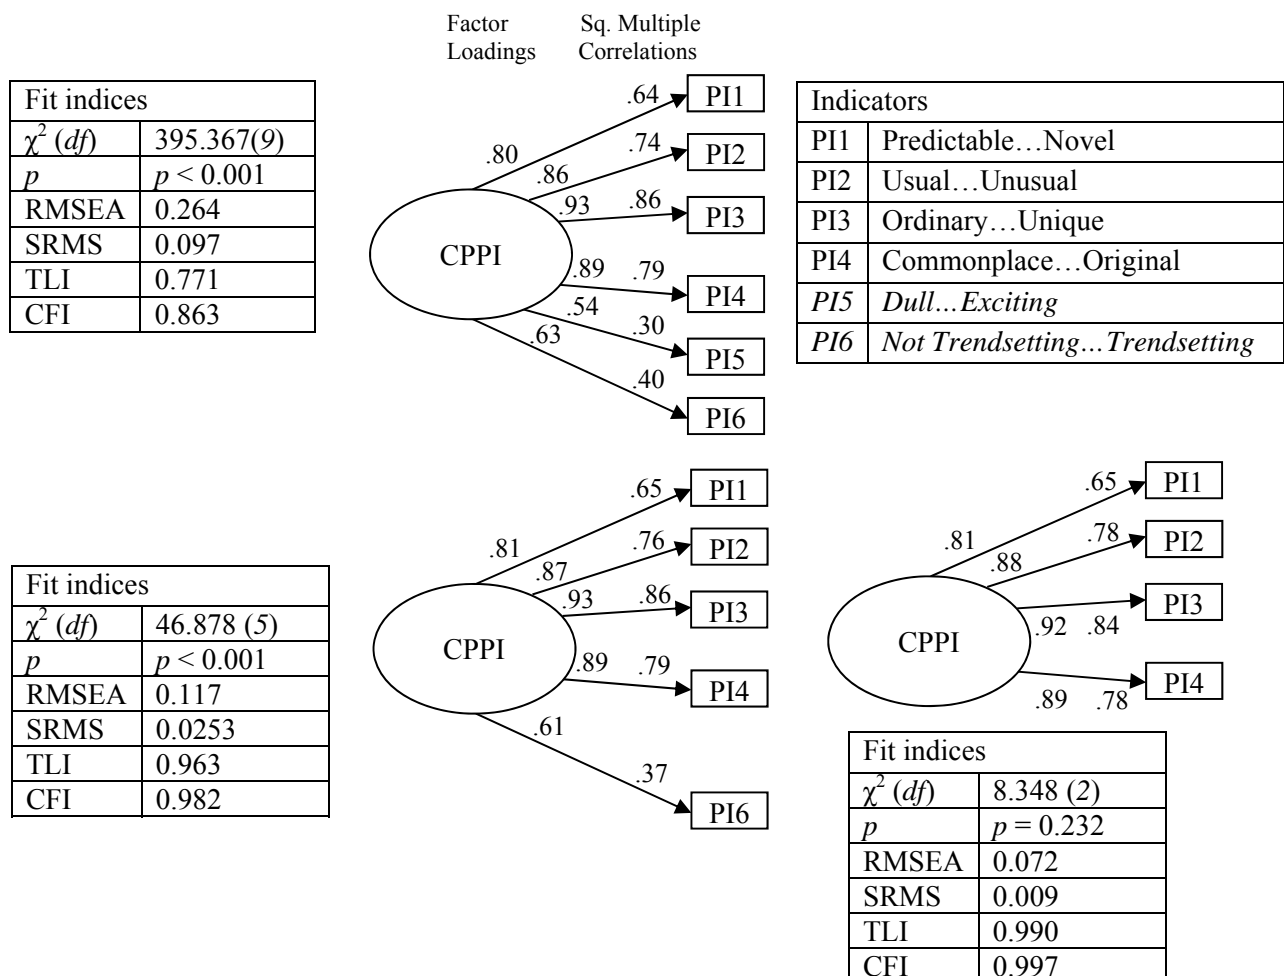 Factor Sq. Multiple
Loadings Correlations
Fit indices
χ² (df) 395.367(9)
p p < 0.001
RMSEA 0.264
SRMS 0.097
TLI 0.771
CFI 0.863
CPPI
.80 .64 PI1
.86 .74 PI2
.93 .86 PI3
.89 .79 PI4
.54 .30 PI5
.63 .40 PI6
Indicators
PI1 Predictable…Novel
PI2 Usual…Unusual
PI3 Ordinary…Unique
PI4 Commonplace…Original
PI5 Dull…Exciting
PI6 Not Trendsetting…Trendsetting
Fit indices
χ² (df) 46.878 (5)
p p < 0.001
RMSEA 0.117
SRMS 0.0253
TLI 0.963
CFI 0.982
CPPI
.81 .65 PI1
.87 .76 PI2
.93 .86 PI3
.89 .79 PI4
.61 .37 PI6
CPPI
.81 .65 PI1
.88 .78 PI2
.92 .84 PI3
.89 .78 PI4
Fit indices
χ² (df) 8.348 (2)
p p = 0.232
RMSEA 0.072
SRMS 0.009
TLI 0.990
CFI 0.997